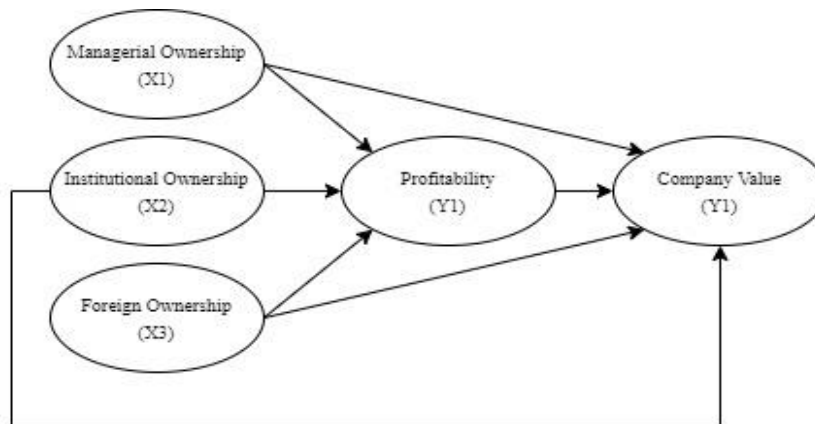 Managerial Ownership
(X1)
Institutional Ownership
(X2)
Profitability
(Y1)
Company Value
(Y1)
Foreign Ownership
(X3)